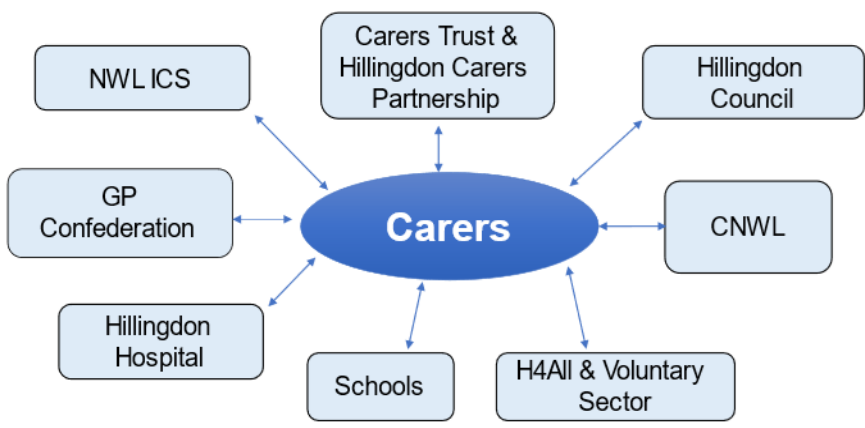 Carers Trust &
Hillingdon Carers
Partnership
NWL ICS
Hillingdon
Council
GP
Confederation
Carers
CNWL
Hillingdon
Hospital
Schools
H4All & Voluntary
Sector